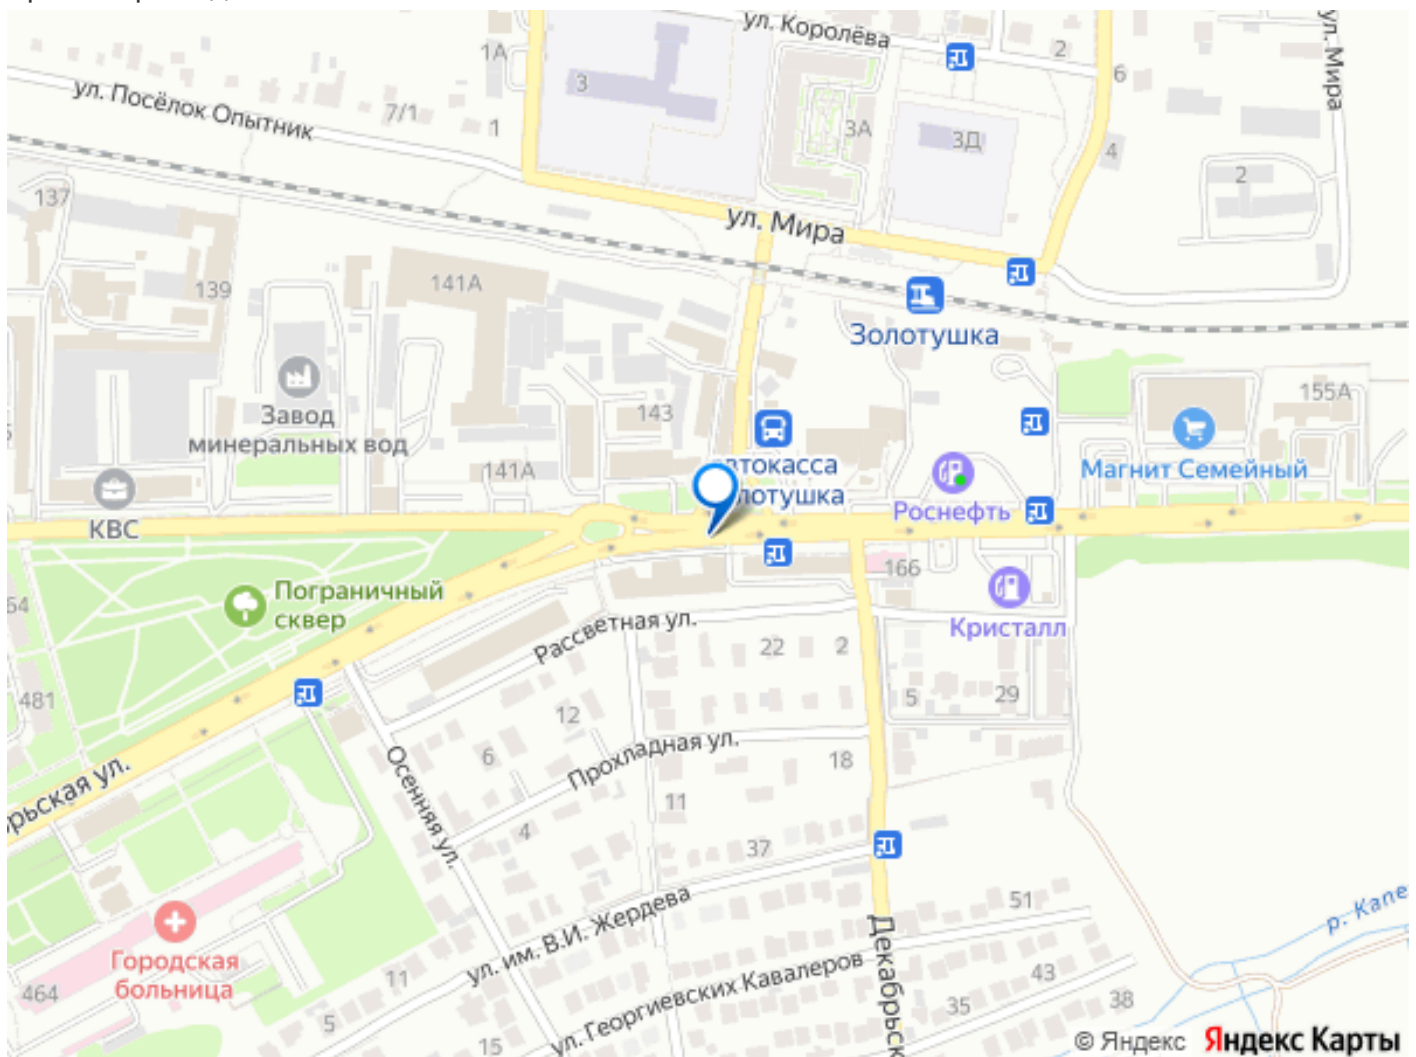 ул. Королёва
2
6
ул. Мира
1А
3
ул. Посёлок Опытник
7/1
1
3А
3Д
4
2
137
ул. Мира
139
141А
Золотушка
Завод
минеральных вод
143
155А
Магнит Семейный
141А
КВС
Роснефть
Пограничный
сквер
166
Кристалл
Рассветная ул.
22
2
481
5
29
12
6
Прохладная ул.
18
Осенняя ул.
11
4
37
51
ул. им. В.И. Жердева
р. Капе
Городская
больница
464
11
5
ул. Георгиевских Кавалеров
15
43
35
38
© Яндекс Яндекс Карты